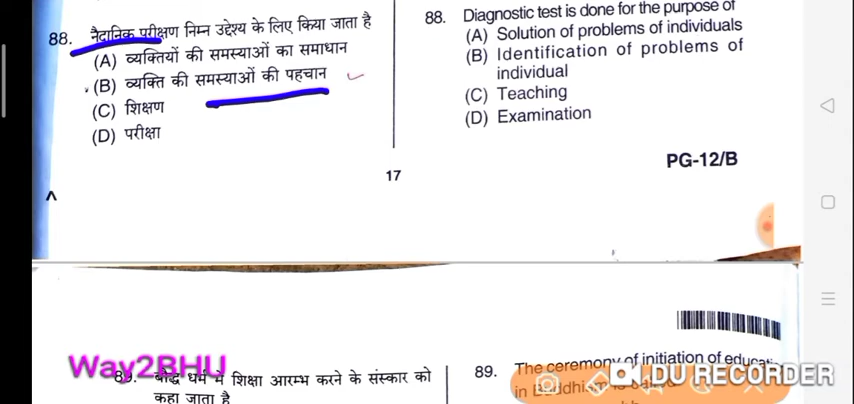 88. नैदानिक परीक्षण निम्न उद्देश्य के लिए किया जाता है
(A) व्यक्तियों की समस्याओं का समाधान
(B) व्यक्ति की समस्याओं की पहचान
(C) शिक्षण
(D) परीक्षा
88. Diagnostic test is done for the purpose of
(A) Solution of problems of individuals
(B) Identification of problems of
individual
(C) Teaching
(D) Examination
PG-12/B
17
Way2BHU
89. बौद्ध धर्म में शिक्षा आरम्भ करने के संस्कार को
कहा जाता है
89. The ceremony of initiation of
in
DU RECORDER